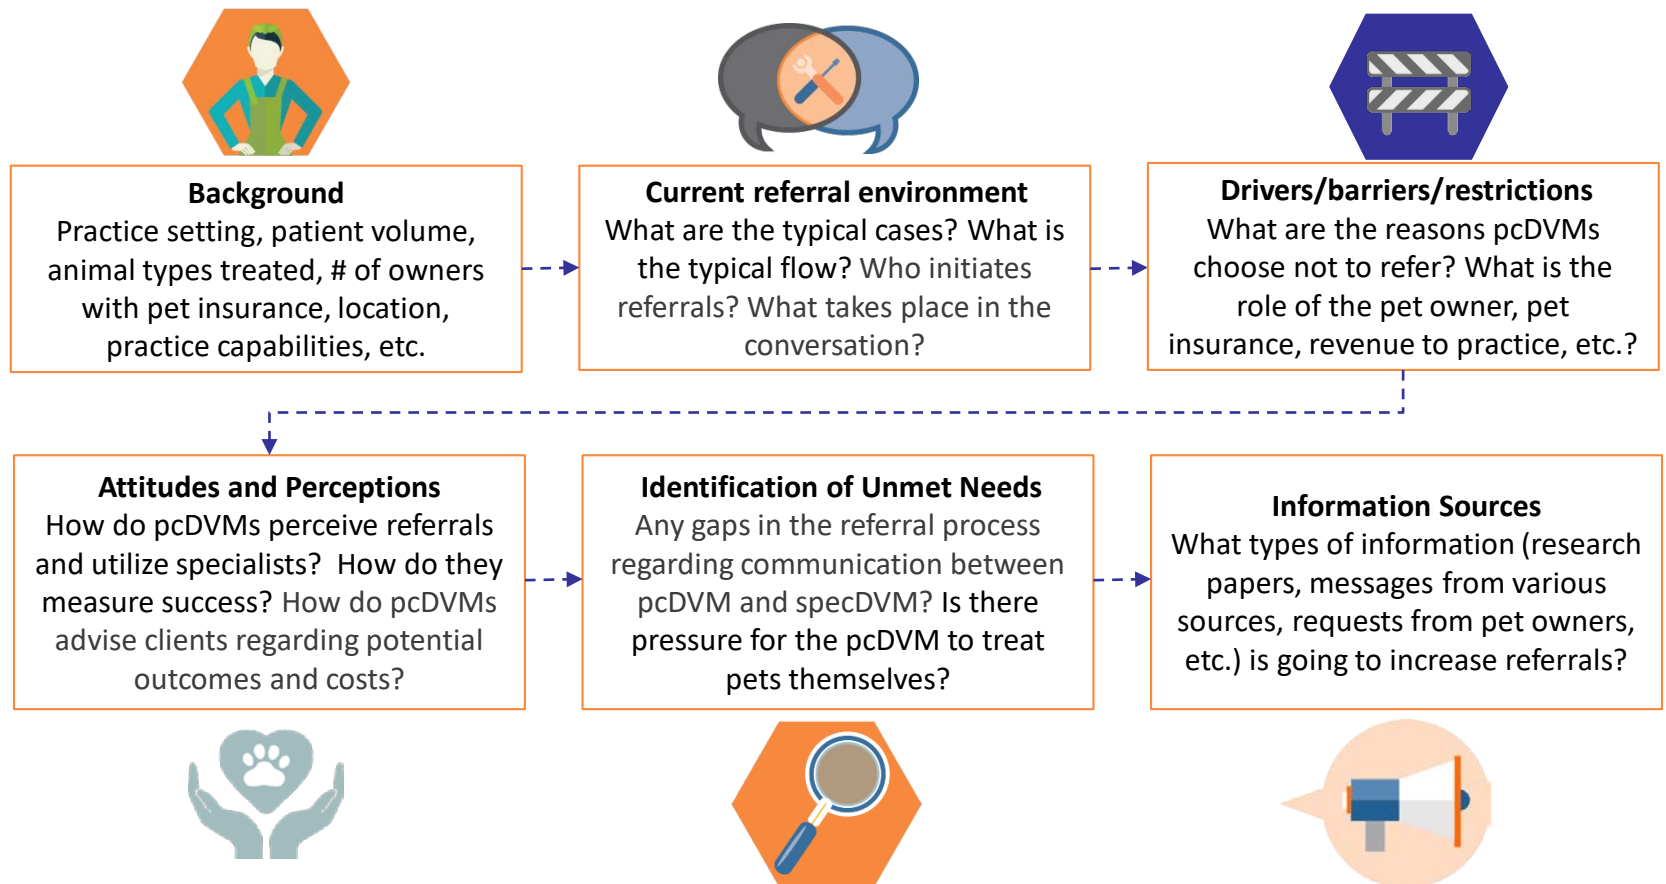 Background
Practice setting, patient volume,
animal types treated, # of owners
with pet insurance, location,
practice capabilities, etc.
Current referral environment
What are the typical cases? What is
the typical flow? Who initiates
referrals? What takes place in the
conversation?
Drivers/barriers/restrictions
What are the reasons pcDVMs
choose not to refer? What is the
role of the pet owner, pet
insurance, revenue to practice, etc.?
Attitudes and Perceptions
How do pcDVMs perceive referrals
and utilize specialists?  How do they
measure success? How do pcDVMs
advise clients regarding potential
outcomes and costs?
Identification of Unmet Needs
Any gaps in the referral process
regarding communication between
pcDVM and specDVM? Is there
pressure for the pcDVM to treat
pets themselves?
Information Sources
What types of information (research
papers, messages from various
sources, requests from pet owners,
etc.) is going to increase referrals?